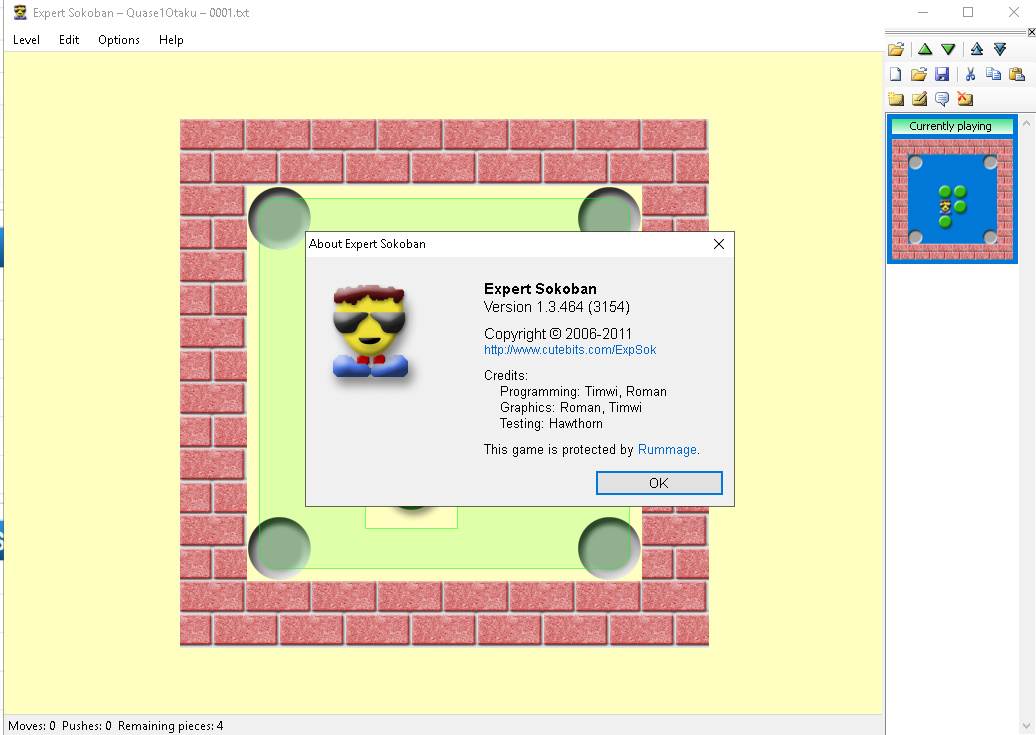 Expert Sokoban – Quase1Otaku – 0001.txt
Level Edit Options Help
Currently playing
About Expert Sokoban
Expert Sokoban
Version 1.3.464 (3154)
Copyright © 2006-2011
http://www.cutebits.com/ExpSok
Credits:
Programming: Timwi, Roman
Graphics: Roman, Timwi
Testing: Hawthorn
This game is protected by Rummage.
OK
Moves: 0 Pushes: 0 Remaining pieces: 4